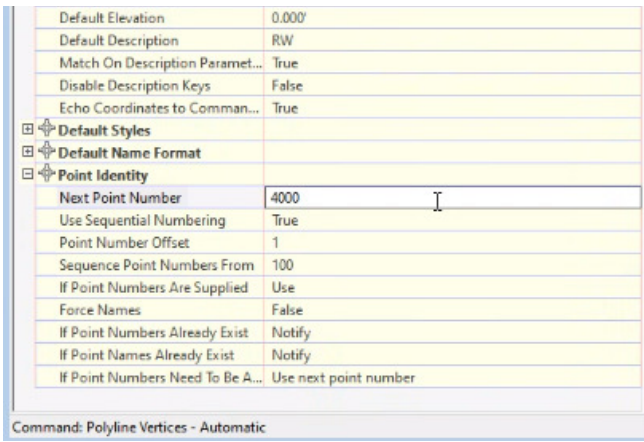 Default Elevation 0.000'
Default Description RW
Match On Description Paramet... True
Disable Description Keys False
Echo Coordinates to Comman... True
Default Styles
Default Name Format
Point Identity
Next Point Number 4000
Use Sequential Numbering True
Point Number Offset 1
Sequence Point Numbers From 100
If Point Numbers Are Supplied Use
Force Names False
If Point Numbers Already Exist Notify
If Point Names Already Exist Notify
If Point Numbers Need To Be A... Use next point number
Command: Polyline Vertices - Automatic